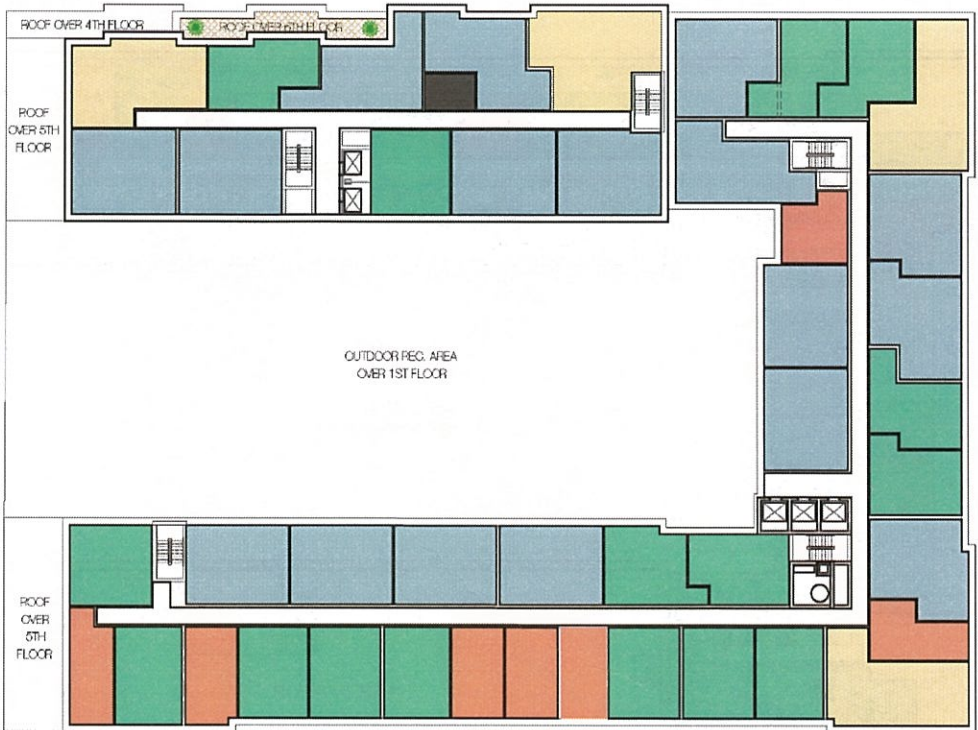 ROOF OVER 4TH FLOOR
ROOF OVER 6TH FLOOR
ROOF
OVER 5TH
FLOOR
OUTDOOR REC. AREA
OVER 1ST FLOOR
ROOF
OVER
5TH
FLOOR